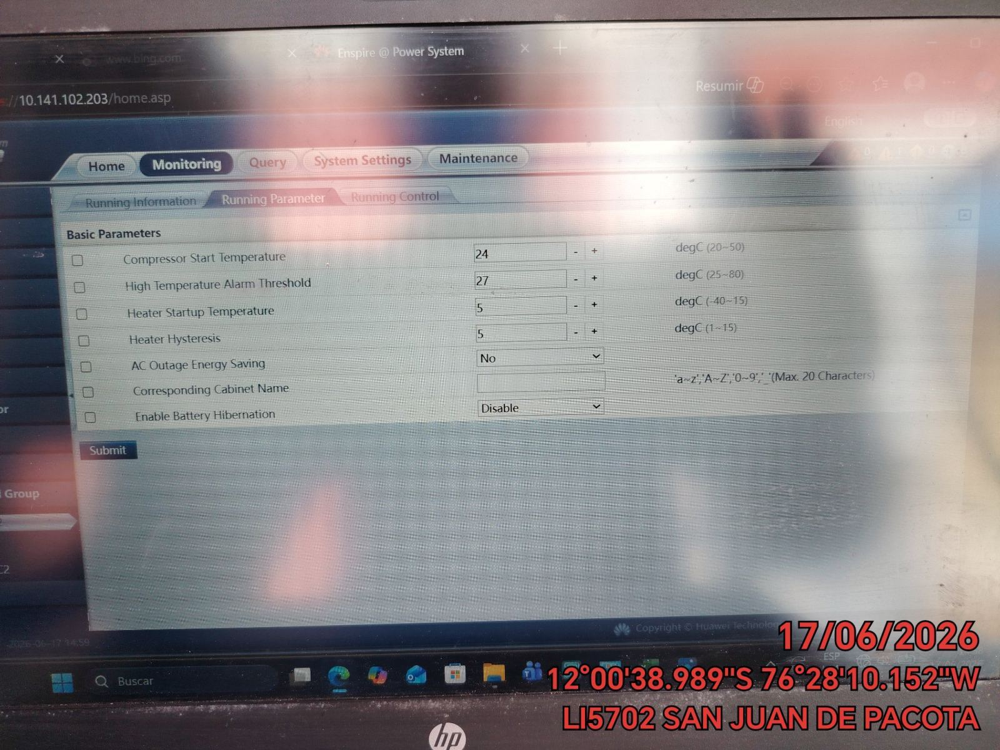 www.bing.com
Enspire @ Power System
10.141.102.203/home.asp
Resumir
English
Home
Monitoring
Query
System Settings
Maintenance
Running Information
Running Parameter
Running Control
Basic Parameters
Compressor Start Temperature 24 - + degC (20~50)
High Temperature Alarm Threshold 27 - + degC (25~80)
Heater Startup Temperature 5 - + degC (-40~15)
Heater Hysteresis 5 - + degC (1~15)
AC Outage Energy Saving No
Corresponding Cabinet Name 'a~z','A~Z','0~9','_'(Max. 20 Characters)
Enable Battery Hibernation Disable
Submit
Group
Copyright © Huawei
2026-06-17 14:59
Buscar
ESP
hp
17/06/2026
12°00'38.989"S 76°28'10.152"W
LI5702 SAN JUAN DE PACOTA